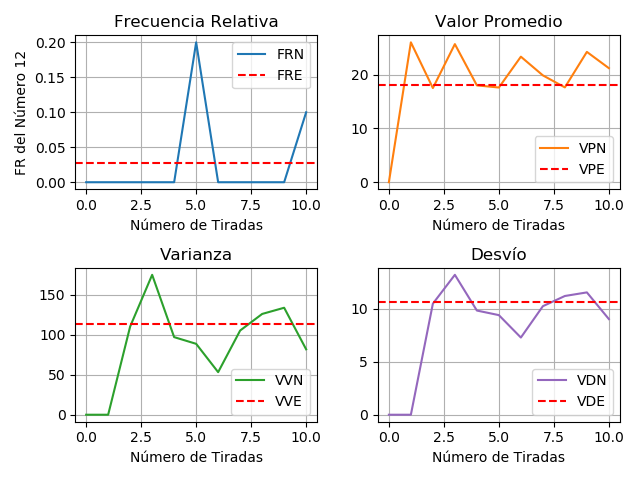 Frecuencia Relativa
FR del Número 12
0.20
0.15
0.10
0.05
0.00
FRN
FRE
0.0 2.5 5.0 7.5 10.0
Número de Tiradas
Valor Promedio
20
10
0
VPN
VPE
0.0 2.5 5.0 7.5 10.0
Número de Tiradas
Varianza
150
100
50
0
VVN
VVE
0.0 2.5 5.0 7.5 10.0
Número de Tiradas
Desvío
10
5
0
VDN
VDE
0.0 2.5 5.0 7.5 10.0
Número de Tiradas